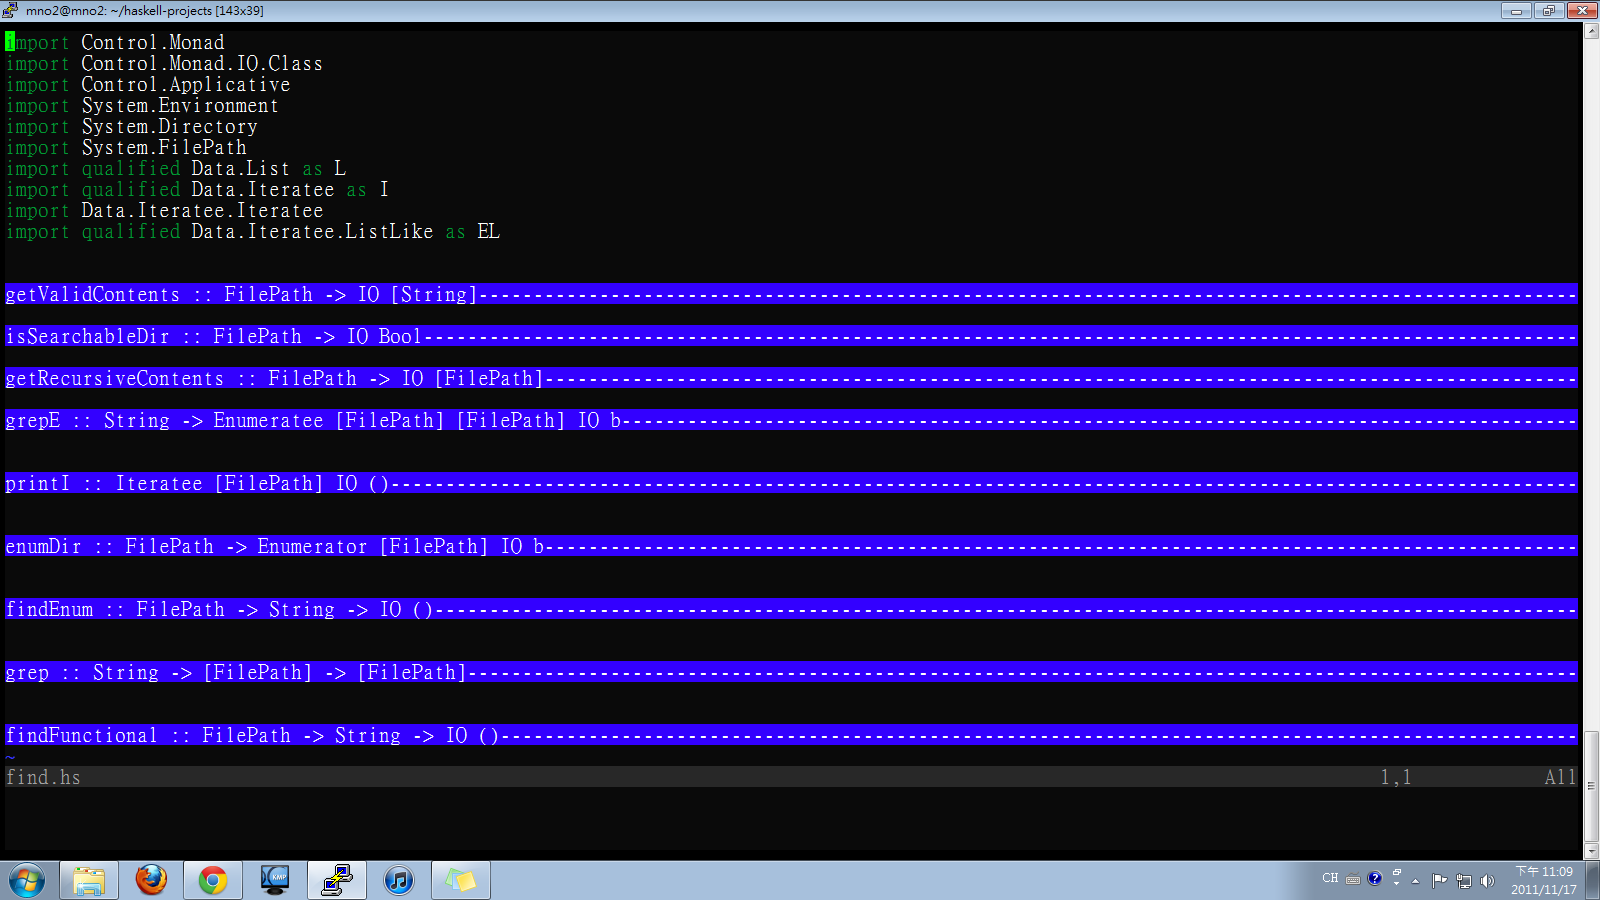 mno2@mno2: ~/haskell-projects [143x39]
import Control.Monad
import Control.Monad.IO.Class
import Control.Applicative
import System.Environment
import System.Directory
import System.FilePath
import qualified Data.List as L
import qualified Data.Iteratee as I
import Data.Iteratee.Iteratee
import qualified Data.Iteratee.ListLike as EL
getValidContents :: FilePath -> IO [String]----------------------------------------------------------------------------------------------------
isSearchableDir :: FilePath -> IO Bool---------------------------------------------------------------------------------------------------------
getRecursiveContents :: FilePath -> IO [FilePath]----------------------------------------------------------------------------------------------
grepE :: String -> Enumeratee [FilePath] [FilePath] IO b---------------------------------------------------------------------------------------
printI :: Iteratee [FilePath] IO ()------------------------------------------------------------------------------------------------------------
enumDir :: FilePath -> Enumerator [FilePath] IO b----------------------------------------------------------------------------------------------
findEnum :: FilePath -> String -> IO ()--------------------------------------------------------------------------------------------------------
grep :: String -> [FilePath] -> [FilePath]-----------------------------------------------------------------------------------------------------
findFunctional :: FilePath -> String -> IO ()--------------------------------------------------------------------------------------------------
~
find.hs 1,1 All
KMP
CH
下午 11:09
2011/11/17